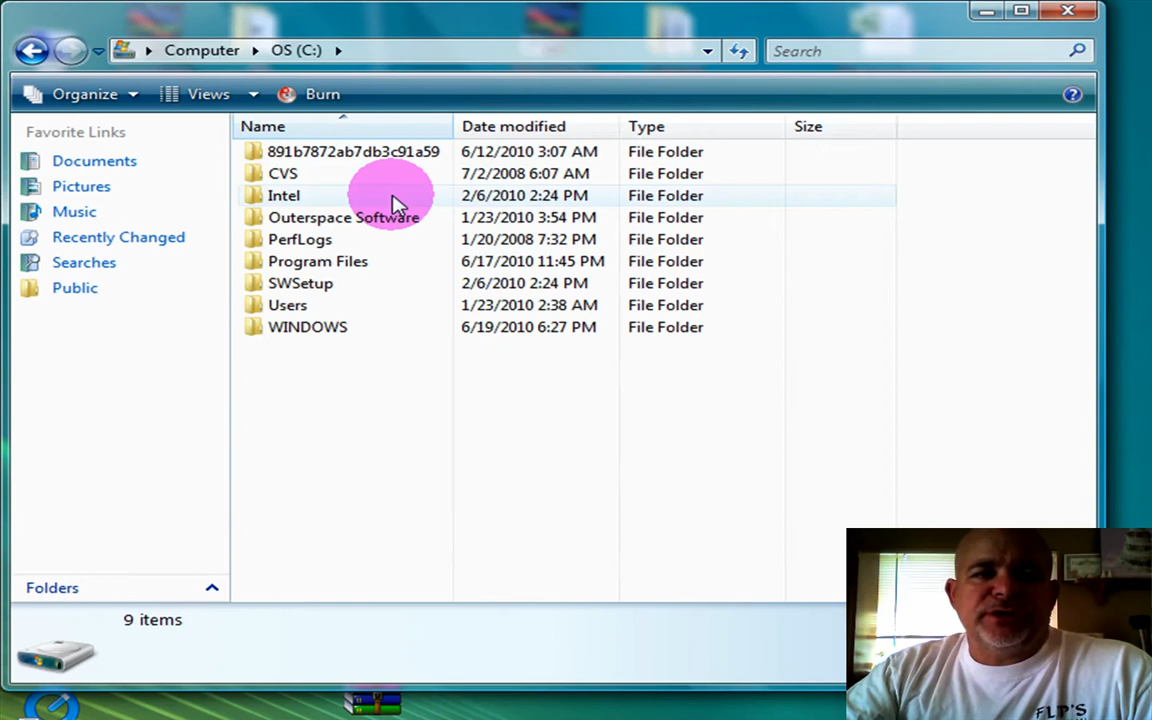 Computer OS (C:)
Search
Organize Views Burn
Favorite Links
Documents
Pictures
Music
Recently Changed
Searches
Public
Folders
Name Date modified Type Size
891b7872ab7db3c91a59 6/12/2010 3:07 AM File Folder
CVS 7/2/2008 6:07 AM File Folder
Intel 2/6/2010 2:24 PM File Folder
Outerspace Software 1/23/2010 3:54 PM File Folder
PerfLogs 1/20/2008 7:32 PM File Folder
Program Files 6/17/2010 11:45 PM File Folder
SWSetup 2/6/2010 2:24 PM File Folder
Users 1/23/2010 2:38 AM File Folder
WINDOWS 6/19/2010 6:27 PM File Folder
9 items
FLIP'S